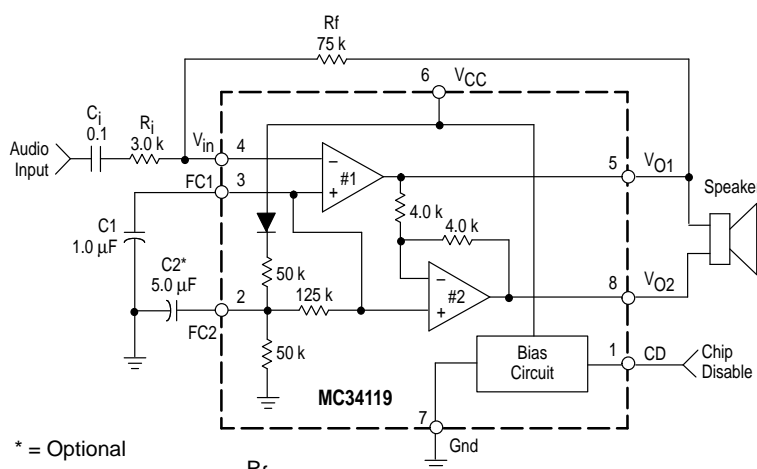 Rf
75 k
6
VCC
Ci
0.1
Ri
3.0 k
Vin
4
Audio
Input
−
+
#1
5
VO1
Speaker
FC1
3
4.0 k
4.0 k
C1
1.0 µF
C2*
5.0 µF
50 k
2
125 k
FC2
−
+
#2
8
VO2
50 k
Bias
Circuit
1
CD
Chip
Disable
MC34119
7
Gnd
* = Optional
Rf